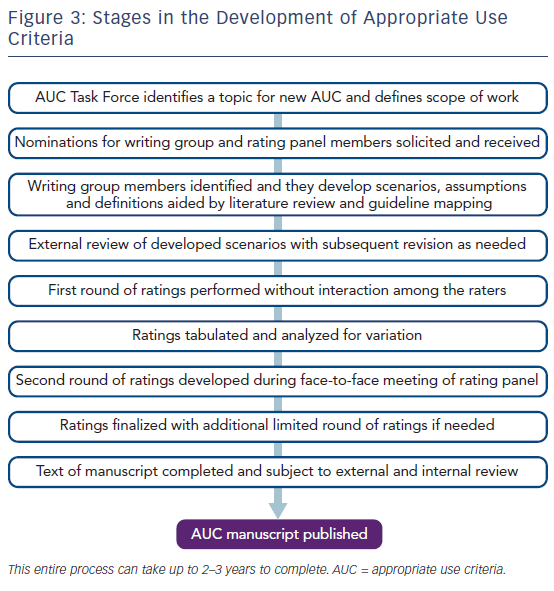 Figure 3: Stages in the Development of Appropriate Use
Criteria
AUC Task Force identifies a topic for new AUC and defines scope of work
Nominations for writing group and rating panel members solicited and received
Writing group members identified and they develop scenarios, assumptions
and definitions aided by literature review and guideline mapping
External review of developed scenarios with subsequent revision as needed
First round of ratings performed without interaction among the raters
Ratings tabulated and analyzed for variation
Second round of ratings developed during face-to-face meeting of rating panel
Ratings finalized with additional limited round of ratings if needed
Text of manuscript completed and subject to external and internal review
AUC manuscript published
This entire process can take up to 2–3 years to complete. AUC = appropriate use criteria.